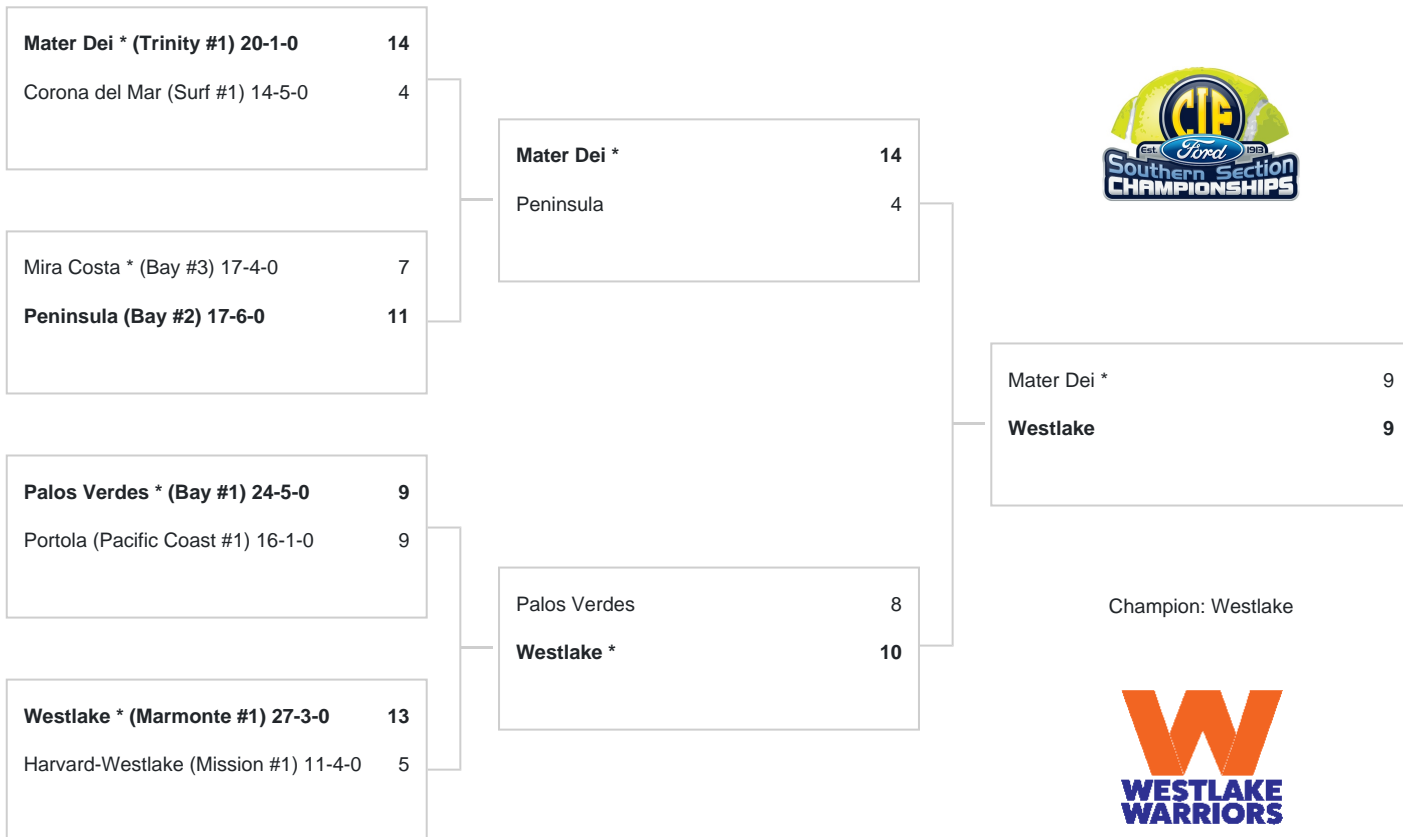 Mater Dei * (Trinity #1) 20-1-0 14
Corona del Mar (Surf #1) 14-5-0 4
Mira Costa * (Bay #3) 17-4-0 7
Peninsula (Bay #2) 17-6-0 11
Palos Verdes * (Bay #1) 24-5-0 9
Portola (Pacific Coast #1) 16-1-0 9
Westlake * (Marmonte #1) 27-3-0 13
Harvard-Westlake (Mission #1) 11-4-0 5
Mater Dei * 14
Peninsula 4
Palos Verdes 8
Westlake * 10
CIF
Est. Ford 1913
Southern Section
CHAMPIONSHIPS
Mater Dei * 9
Westlake 9
Champion: Westlake
W
WESTLAKE
WARRIORS